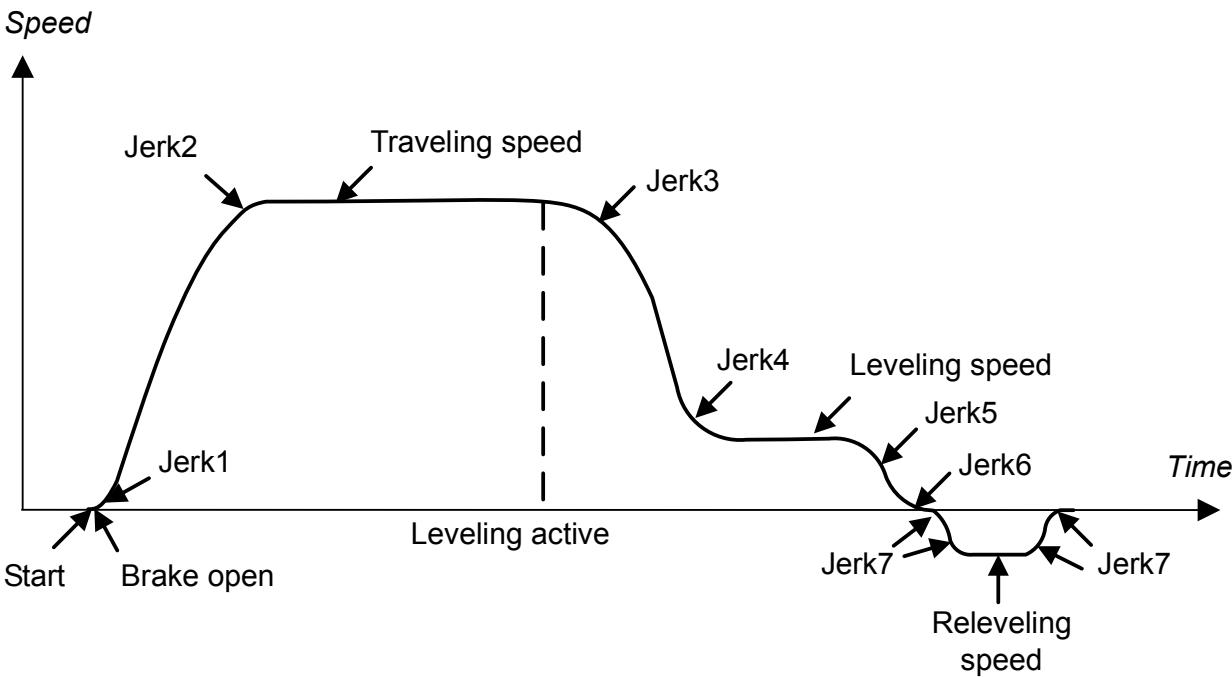 Speed
Jerk2
Traveling speed
Jerk3
Jerk4
Leveling speed
Jerk5
Jerk1
Jerk6
Time
Leveling active
Start
Brake open
Jerk7
Jerk7
Releveling
speed